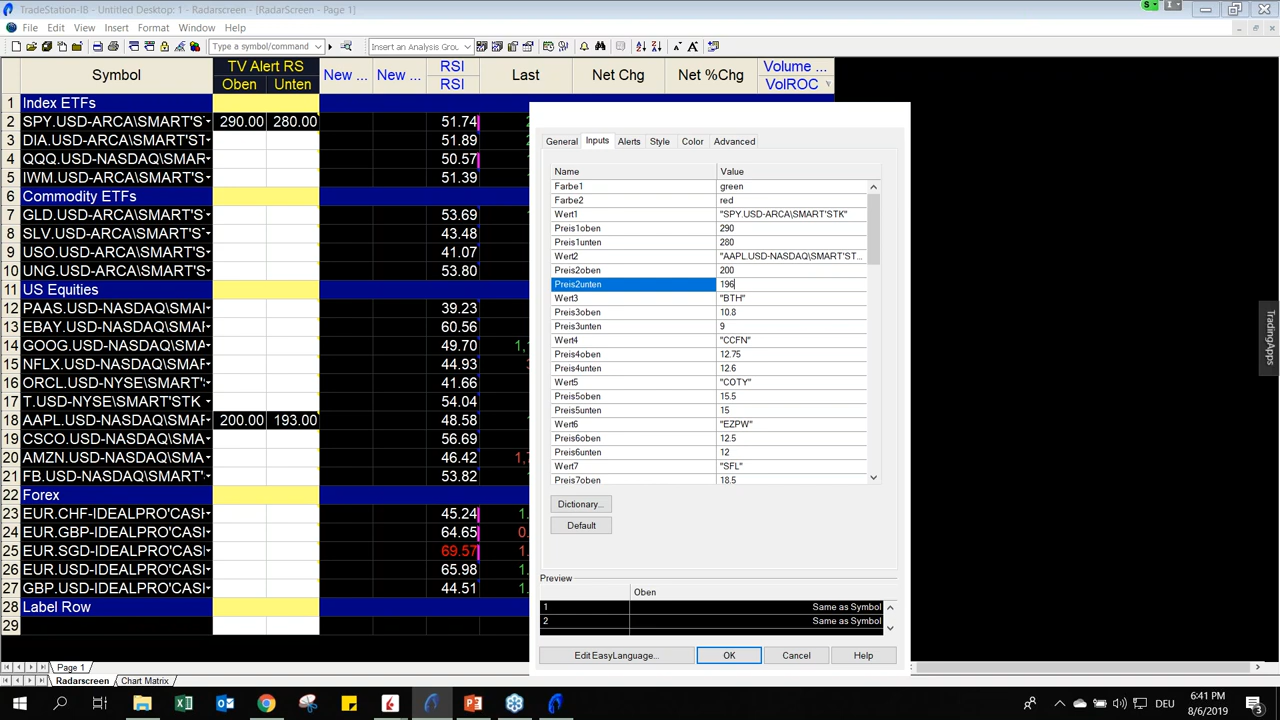 TradeStation-IB - Untitled Desktop: 1 - Radarscreen - [RadarScreen - Page 1]
File Edit View Insert Format Window Help
Type a symbol/command Insert an Analysis Grou
Symbol TV Alert RS Oben Unten New ... New ... RSI RSI Last Net Chg Net %Chg Volume ... VolROC
1 Index ETFs
2 SPY.USD-ARCA\SMART'S 290.00 280.00 51.74
3 DIA.USD-ARCA\SMART'ST 51.89
4 QQQ.USD-NASDAQ\SMAR 50.57
5 IWM.USD-ARCA\SMART'S 51.39
6 Commodity ETFs
7 GLD.USD-ARCA\SMART'S 53.69
8 SLV.USD-ARCA\SMART'S 43.48
9 USO.USD-ARCA\SMART'S 41.07
10 UNG.USD-ARCA\SMART'S 53.80
11 US Equities
12 PAAS.USD-NASDAQ\SMAF 39.23
13 EBAY.USD-NASDAQ\SMAF 60.56
14 GOOG.USD-NASDAQ\SMA 49.70 1,
15 NFLX.USD-NASDAQ\SMAR 44.93
16 ORCL.USD-NYSE\SMART'S 41.66
17 T.USD-NYSE\SMART'STK 54.04
18 AAPL.USD-NASDAQ\SMAF 200.00 193.00 48.58
19 CSCO.USD-NASDAQ\SMA 56.69
20 AMZN.USD-NASDAQ\SMA 46.42 1,
21 FB.USD-NASDAQ\SMART' 53.82
22 Forex
23 EUR.CHF-IDEALPRO'CASI 45.24 1.
24 EUR.GBP-IDEALPRO'CASI 64.65 0.
25 EUR.SGD-IDEALPRO'CASI 69.57 1.
26 EUR.USD-IDEALPRO'CASI 65.98 1.
27 GBP.USD-IDEALPRO'CASI 44.51 1.
28 Label Row
29
General Inputs Alerts Style Color Advanced
Name Value
Farbe1 green
Farbe2 red
Wert1 "SPY.USD-ARCA\SMART'STK"
Preis1oben 290
Preis1unten 280
Wert2 "AAPL.USD-NASDAQ\SMART'ST...
Preis2oben 200
Preis2unten 196
Wert3 "BTH"
Preis3oben 10.8
Preis3unten 9
Wert4 "CCFN"
Preis4oben 12.75
Preis4unten 12.6
Wert5 "COTY"
Preis5oben 15.5
Preis5unten 15
Wert6 "EZPW"
Preis6oben 12.5
Preis6unten 12
Wert7 "SFL"
Preis7oben 18.5
Dictionary...
Default
Preview
Oben
1 Same as Symbol
2 Same as Symbol
Edit EasyLanguage... OK Cancel Help
TradingApps
Page 1
Radarscreen Chart Matrix
DEU 6:41 PM
8/6/2019
3